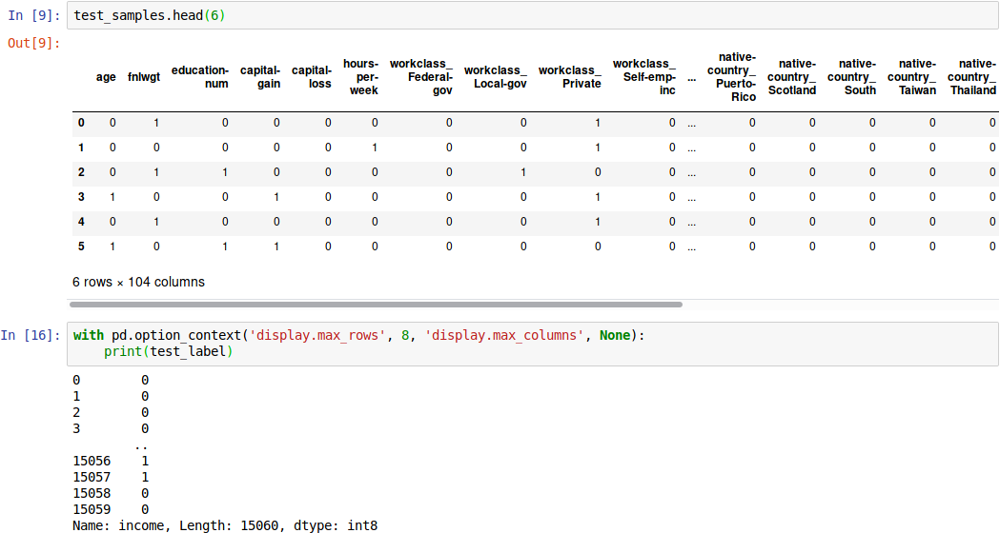 In [9]: test_samples.head(6)
Out[9]:
age fnlwgt education-num capital-gain capital-loss hours-per-week workclass_Federal-gov workclass_Local-gov workclass_Private workclass_Self-emp-inc ... native-country_Puerto-Rico native-country_Scotland native-country_South native-country_Taiwan native-country_Thailand
0 0 1 0 0 0 0 0 0 1 0 ... 0 0 0 0 0
1 0 0 0 0 0 1 0 0 1 0 ... 0 0 0 0 0
2 0 1 1 0 0 0 0 1 0 0 ... 0 0 0 0 0
3 1 0 0 1 0 0 0 0 1 0 ... 0 0 0 0 0
4 0 1 0 0 0 0 0 0 1 0 ... 0 0 0 0 0
5 1 0 1 1 0 0 0 0 0 0 ... 0 0 0 0 0
6 rows × 104 columns
In [16]: with pd.option_context('display.max_rows', 8, 'display.max_columns', None):
print(test_label)
0 0
1 0
2 0
3 0
..
15056 1
15057 1
15058 0
15059 0
Name: income, Length: 15060, dtype: int8